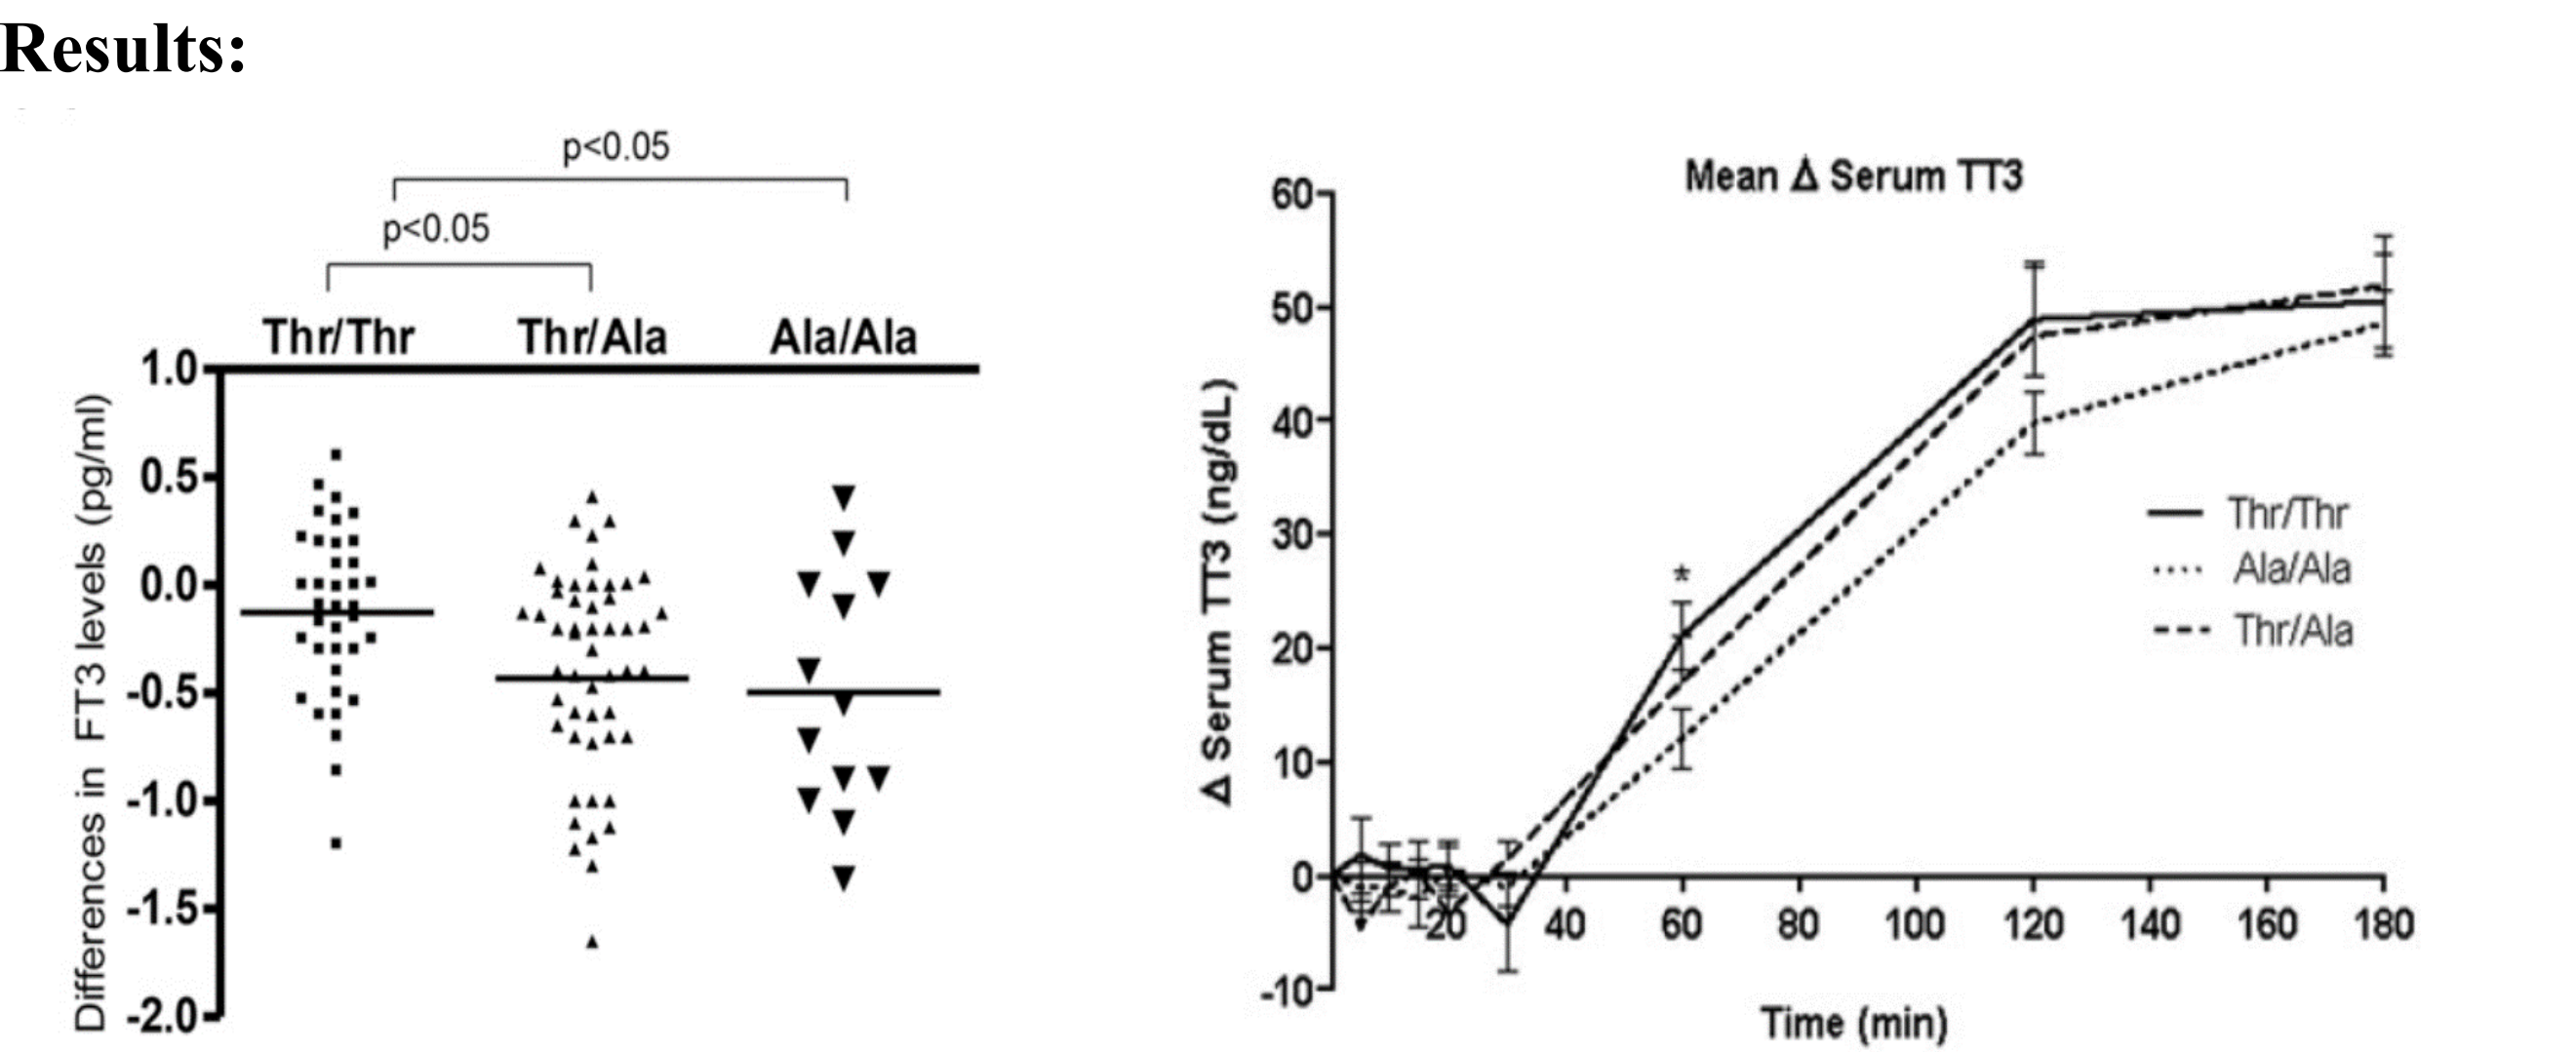 Results:
p<0.05
p<0.05
Thr/Thr Thr/Ala Ala/Ala
1.0
0.5
0.0
-0.5
-1.0
-1.5
-2.0
Differences in FT3 levels (pg/ml)
Mean Δ Serum TT3
60
50
40
30
20
10
0
-10
Δ Serum TT3 (ng/dL)
*
Thr/Thr
Ala/Ala
Thr/Ala
20 40 60 80 100 120 140 160 180
Time (min)